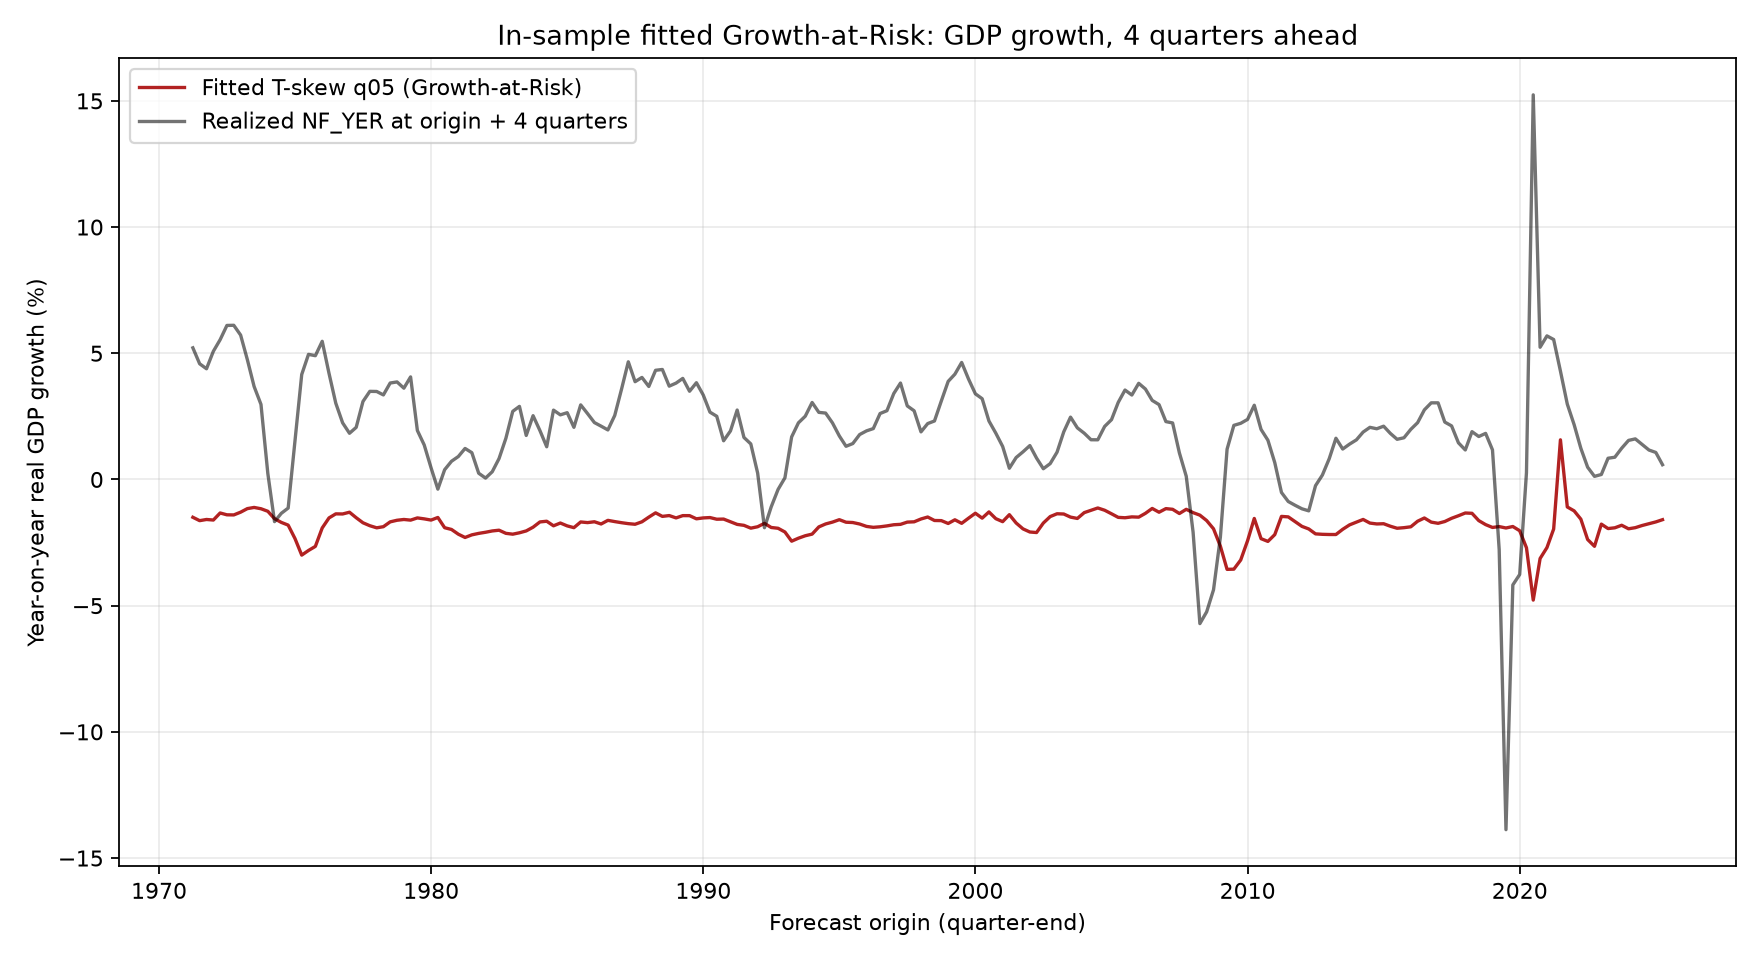 In-sample fitted Growth-at-Risk: GDP growth, 4 quarters ahead
Fitted T-skew q05 (Growth-at-Risk)
Realized NF_YER at origin + 4 quarters
Year-on-year real GDP growth (%)
15
10
5
0
−5
−10
−15
1970 1980 1990 2000 2010 2020
Forecast origin (quarter-end)